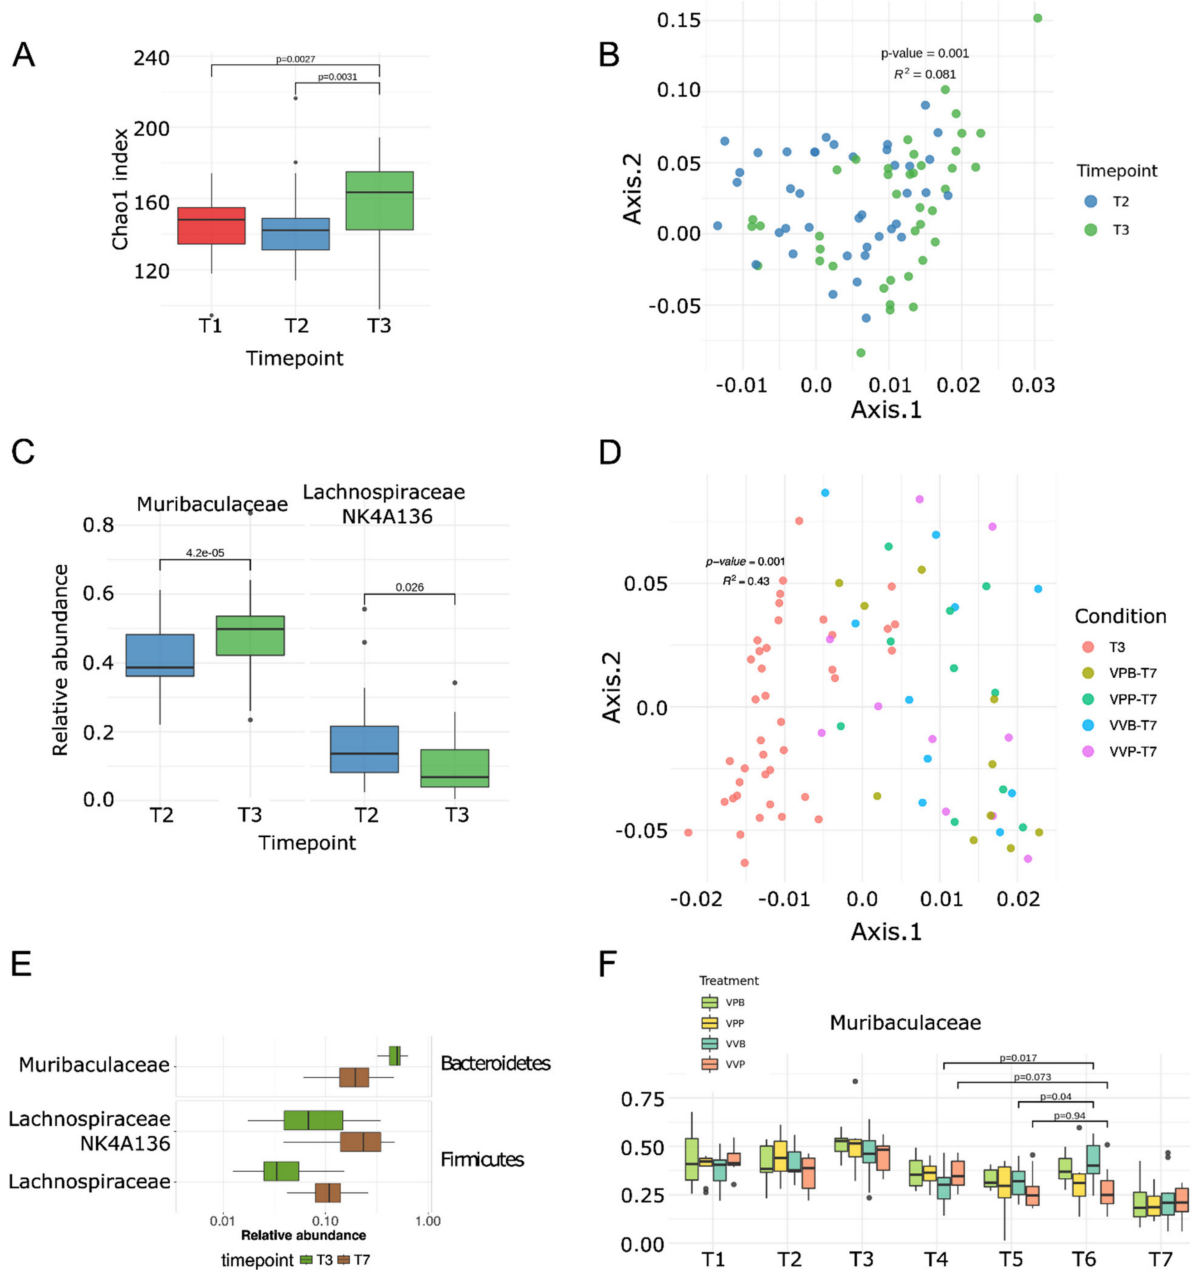 A
240
200
160
120
Chao1 index
p=0.0027
p=0.0031
T1 T2 T3
Timepoint
B
0.15
0.10
0.05
0.00
-0.05
Axis.2
p-value = 0.001
R² = 0.081
-0.01 0.0 0.01 0.02 0.03
Axis.1
Timepoint
T2
T3
C
Muribaculaceae
Lachnospiraceae
NK4A136
0.8
0.6
0.4
0.2
0.0
Relative abundance
4.2e-05
0.026
T2 T3 T2 T3
Timepoint
D
0.05
0.0
-0.05
Axis.2
p-value = 0.001
R² = 0.43
-0.02 -0.01 0.0 0.01 0.02
Axis.1
Condition
T3
VPB-T7
VPP-T7
VVB-T7
VVP-T7
E
Muribaculaceae
Lachnospiraceae
NK4A136
Lachnospiraceae
Bacteroidetes
Firmicutes
0.01 0.10 1.00
Relative abundance
timepoint T3 T7
F
Treatment
VPB
VPP
VVB
VVP
Muribaculaceae
p=0.017
p=0.073
p=0.04
p=0.94
0.75
0.50
0.25
0.00
T1 T2 T3 T4 T5 T6 T7